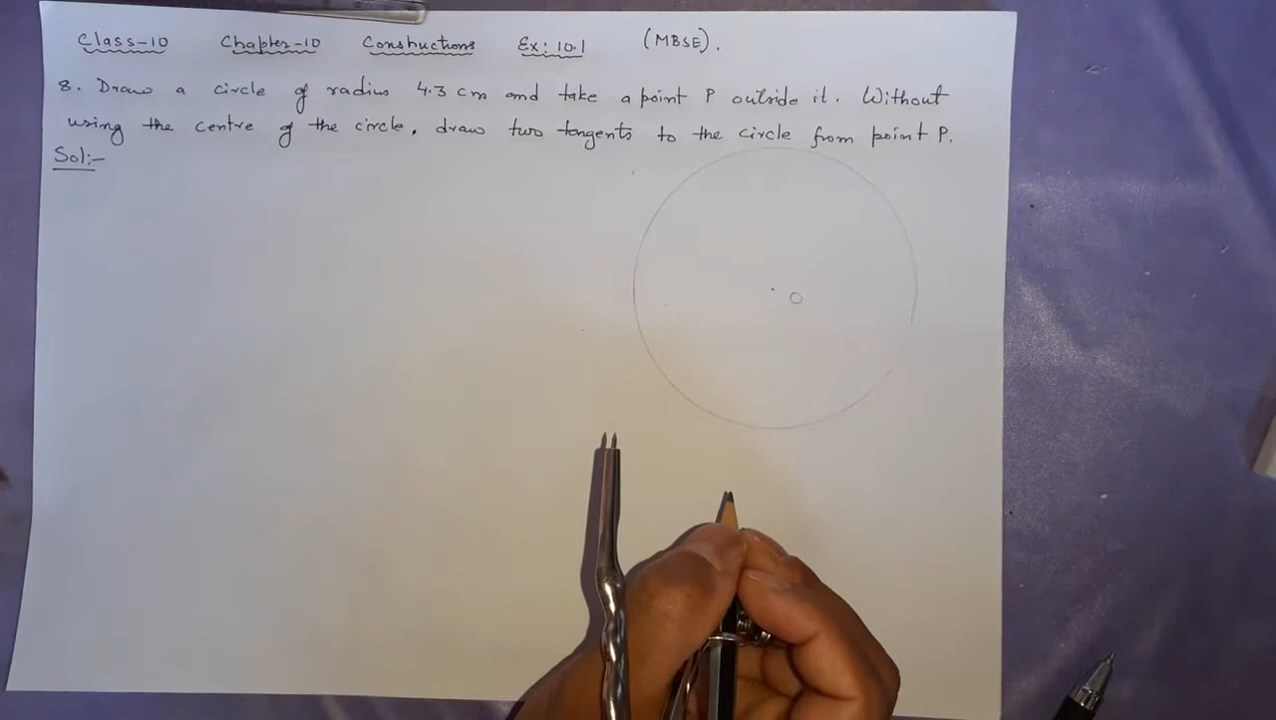 Class-10 Chapter-10 Constructions Ex: 10.1 (MBSE).
8. Draw a circle of radius 4.3 cm and take a point P outside it. Without
using the centre of the circle, draw two tangents to the circle from point P.
Sol:-
O